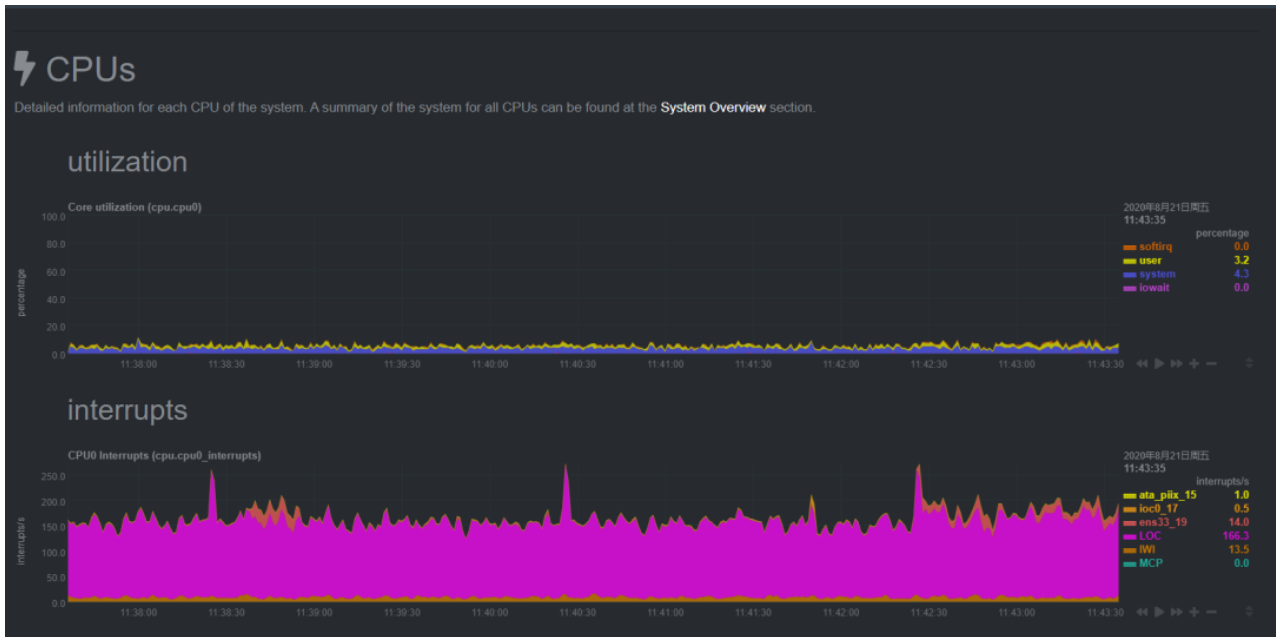 CPUs
Detailed information for each CPU of the system. A summary of the system for all CPUs can be found at the System Overview section.
utilization
Core utilization (cpu.cpu0)
percentage
100.0
80.0
60.0
40.0
20.0
0.0
11:38:00 11:38:30 11:39:00 11:39:30 11:40:00 11:40:30 11:41:00 11:41:30 11:42:00 11:42:30 11:43:00 11:43:30
2020年8月21日周五
11:43:35
percentage
softirq 0.0
user 3.2
system 4.3
iowait 0.0
interrupts
CPU0 Interrupts (cpu.cpu0_interrupts)
interrupts/s
250.0
200.0
150.0
100.0
50.0
0.0
11:38:00 11:38:30 11:39:00 11:39:30 11:40:00 11:40:30 11:41:00 11:41:30 11:42:00 11:42:30 11:43:00 11:43:30
2020年8月21日周五
11:43:35
interrupts/s
ata_piix_15 1.0
ioc0_17 0.5
ens33_19 14.0
LOC 166.3
IWI 13.5
MCP 0.0